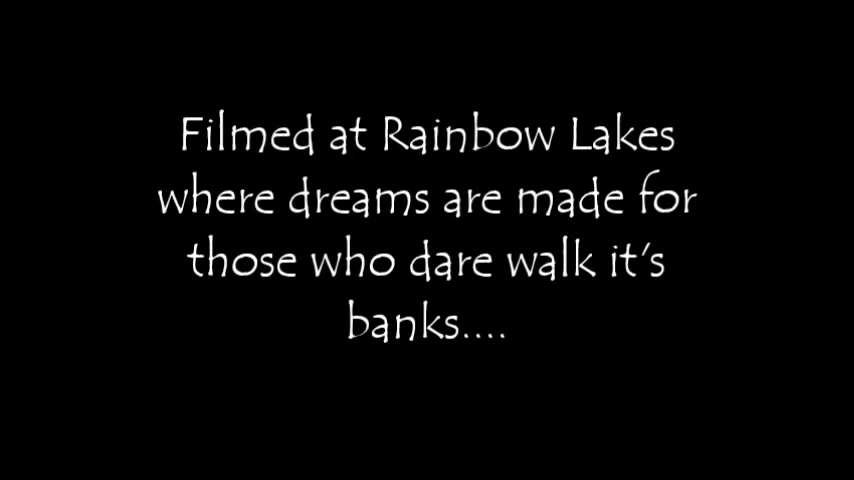 Filmed at Rainbow Lakes
where dreams are made for
those who dare walk it's
banks....